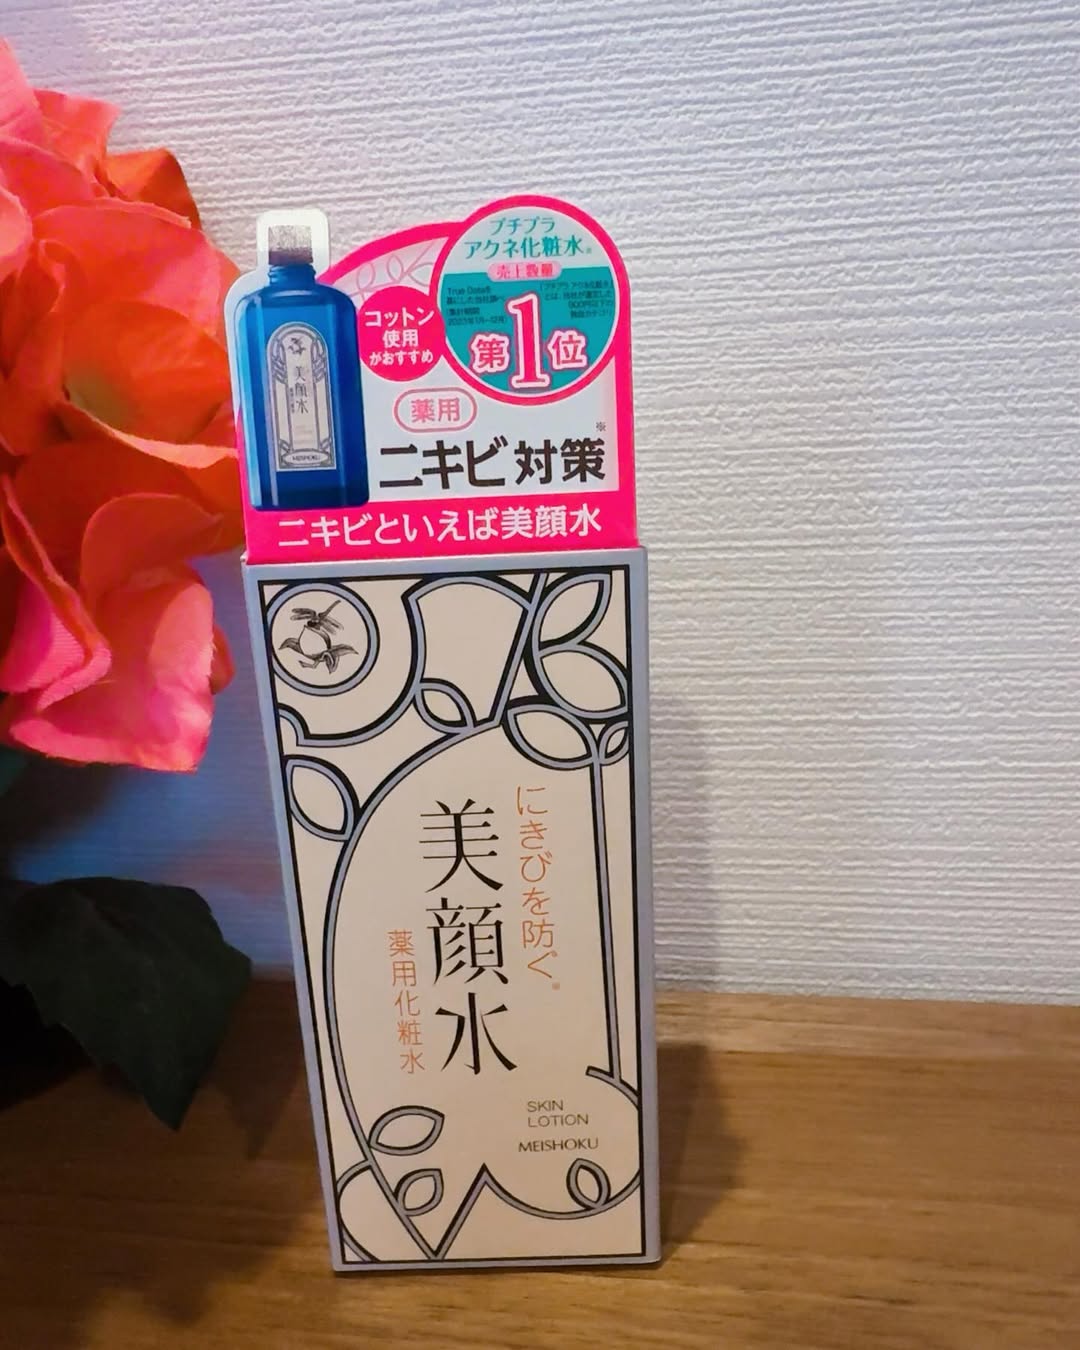 プチプラ
アクネ化粧水※
売上数量
第1位
コットン
使用
がおすすめ
美顔水
MEISHOKU
薬用
ニキビ対策※
ニキビといえば美顔水
にきびを防ぐ※
美顔水
薬用化粧水
SKIN
LOTION
MEISHOKU